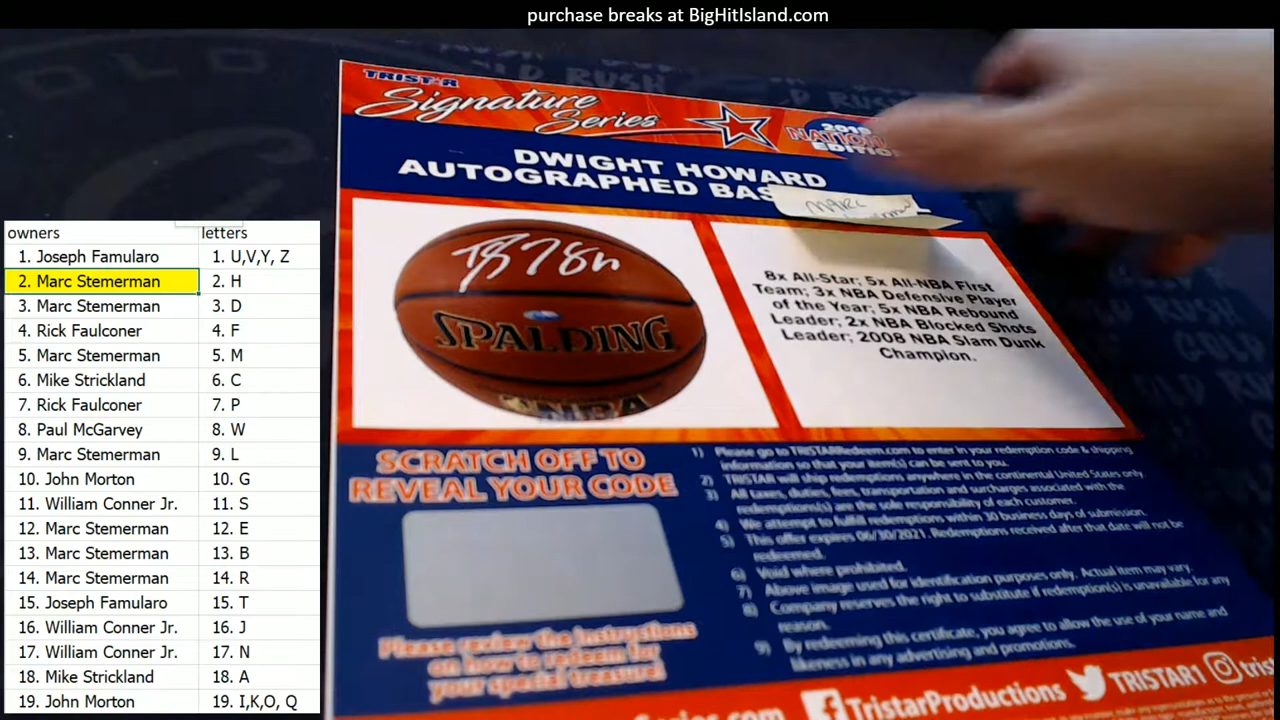 purchase breaks at BigHitIsland.com
owners letters
1. Joseph Famularo 1. U,V,Y, Z
2. Marc Stemerman 2. H
3. Marc Stemerman 3. D
4. Rick Faulconer 4. F
5. Marc Stemerman 5. M
6. Mike Strickland 6. C
7. Rick Faulconer 7. P
8. Paul McGarvey 8. W
9. Marc Stemerman 9. L
10. John Morton 10. G
11. William Conner Jr. 11. S
12. Marc Stemerman 12. E
13. Marc Stemerman 13. B
14. Marc Stemerman 14. R
15. Joseph Famularo 15. T
16. William Conner Jr. 16. J
17. William Conner Jr. 17. N
18. Mike Strickland 18. A
19. John Morton 19. I,K,O, Q
TRISTAR
Signature
Series
NATION
DWIGHT HOWARD
AUTOGRAPHED BAS
Marc
SPALDING
NBA
8x All-Star; 5x All-NBA First
Team; 3x NBA Defensive Player
of the Year; 5x NBA Rebound
Leader; 2x NBA Blocked Shots
Leader; 2008 NBA Slam Dunk
Champion.
SCRATCH OFF TO
REVEAL YOUR CODE
Please review the instructions
on how to redeem for
your special treasure!
1) Please go to TRISTARRedeem.com to enter in your redemption code & shipping
information so that your item(s) can be sent to you.
2) TRISTAR will ship redemptions anywhere in the continental United States only.
3) All taxes, duties, fees, transportation and surcharges associated with the
redemption(s) are the sole responsibility of each customer.
4) We attempt to fulfill redemptions within 30 business days of submission.
5) This offer expires 06/30/2021. Redemptions received after that date will not be
redeemed.
6) Void where prohibited.
7) Above image used for identification purposes only. Actual item may vary.
8) Company reserves the right to substitute if redemption(s) is unavailable for any
reason.
9) By redeeming this certificate, you agree to allow the use of your name and
likeness in any advertising and promotions.
Series.com TristarProductions TRISTAR1 trist